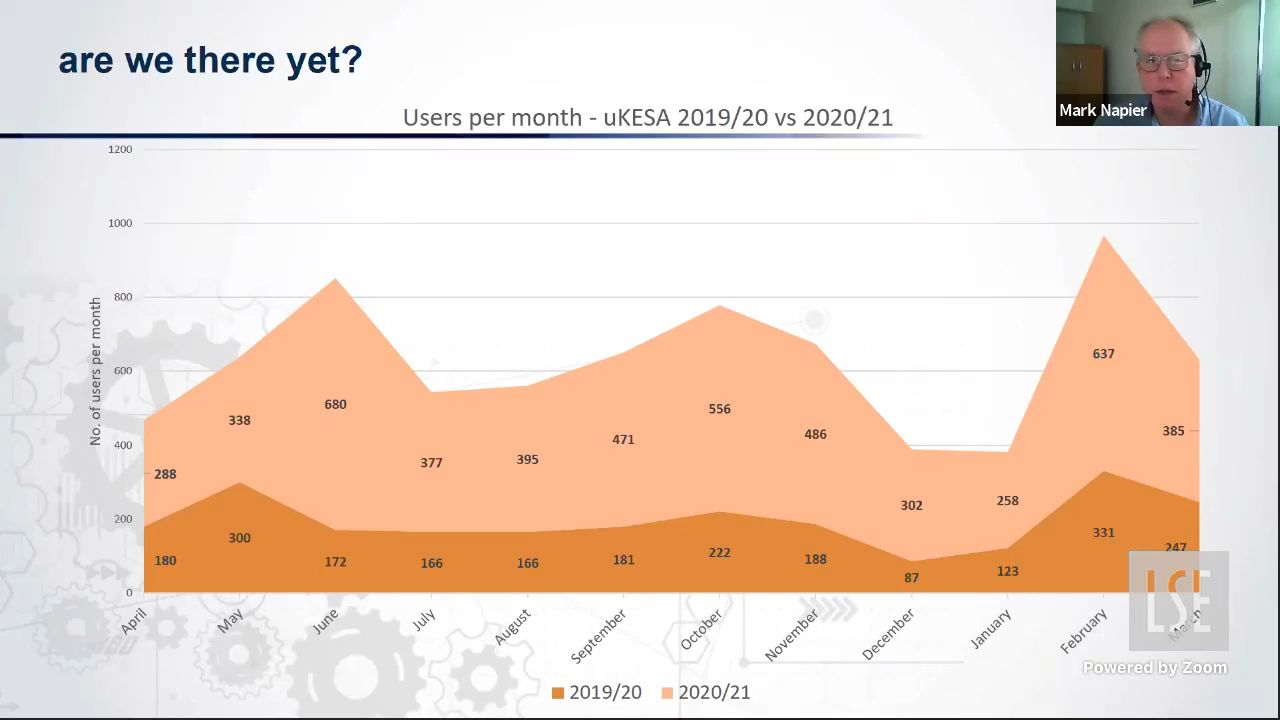 are we there yet?
Mark Napier
Users per month - uKESA 2019/20 vs 2020/21
No. of users per month
1200
1000
800
600
400
200
0
288
338
680
377
395
471
556
486
302
258
637
385
180
300
172
166
166
181
222
188
87
123
331
247
April
May
June
July
August
September
October
November
December
January
February
March
2019/20
2020/21
LSE
Powered by Zoom